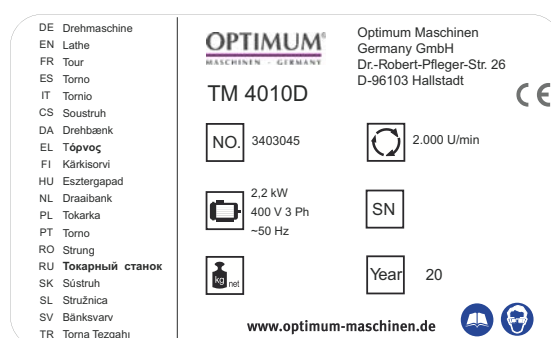 DE Drehmaschine
EN Lathe
FR Tour
ES Torno
IT Tornio
CS Soustruh
DA Drehbænk
EL Τόρνος
FI Kärkisorvi
HU Esztergapad
NL Draaibank
PL Tokarka
PT Torno
RO Strung
RU Токарный станок
SK Sústruh
SL Stružnica
SV Bänksvarv
TR Torna Tezgahı
OPTIMUM®
MASCHINEN - GERMANY
TM 4010D
Optimum Maschinen
Germany GmbH
Dr.-Robert-Pfleger-Str. 26
D-96103 Hallstadt
CE
NO. 3403045
2.000 U/min
2,2 kW
400 V 3 Ph
~50 Hz
SN
kg net
Year 20
www.optimum-maschinen.de